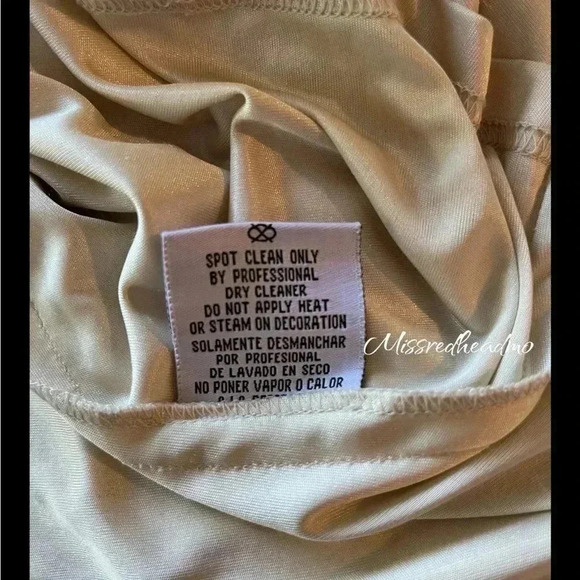 SPOT CLEAN ONLY
BY PROFESSIONAL
DRY CLEANER
DO NOT APPLY HEAT
OR STEAM ON DECORATION
SOLAMENTE DESMANCHAR
POR PROFESIONAL
DE LAVADO EN SECO
NO PONER VAPOR O CALOR
Missredheadmo